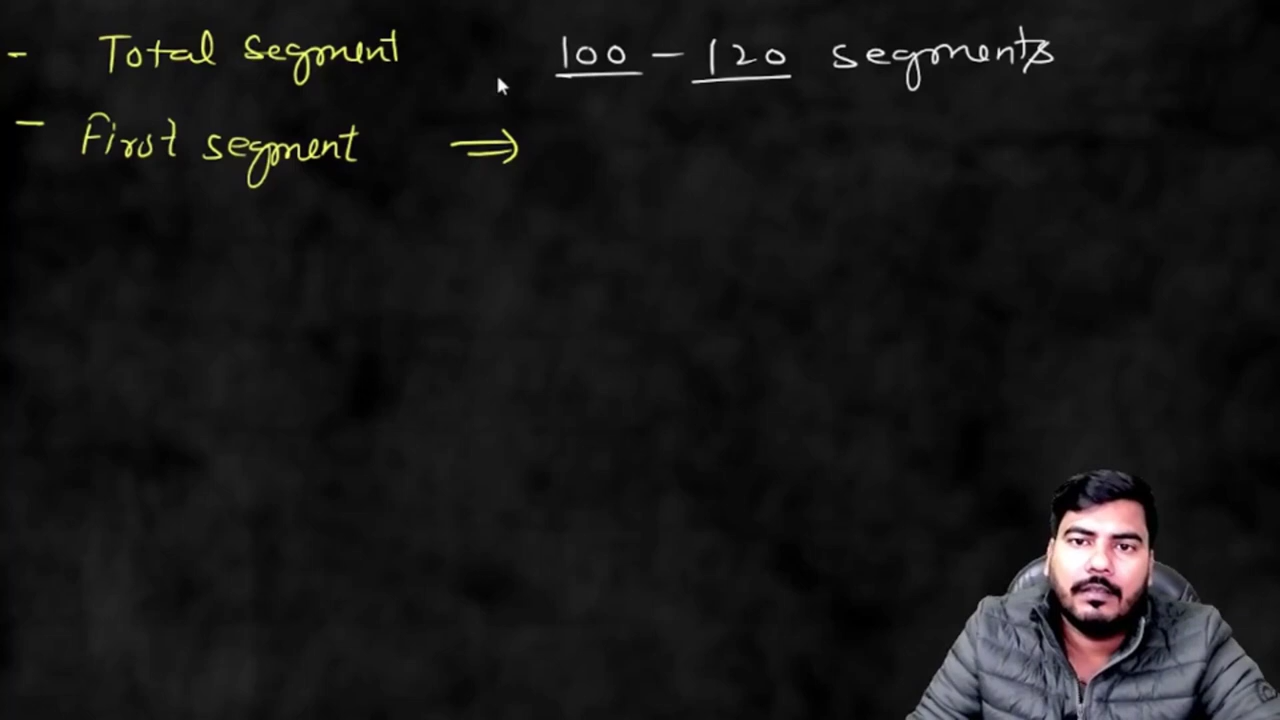 - Total segment 100 - 120 segments
- First segment ⇒